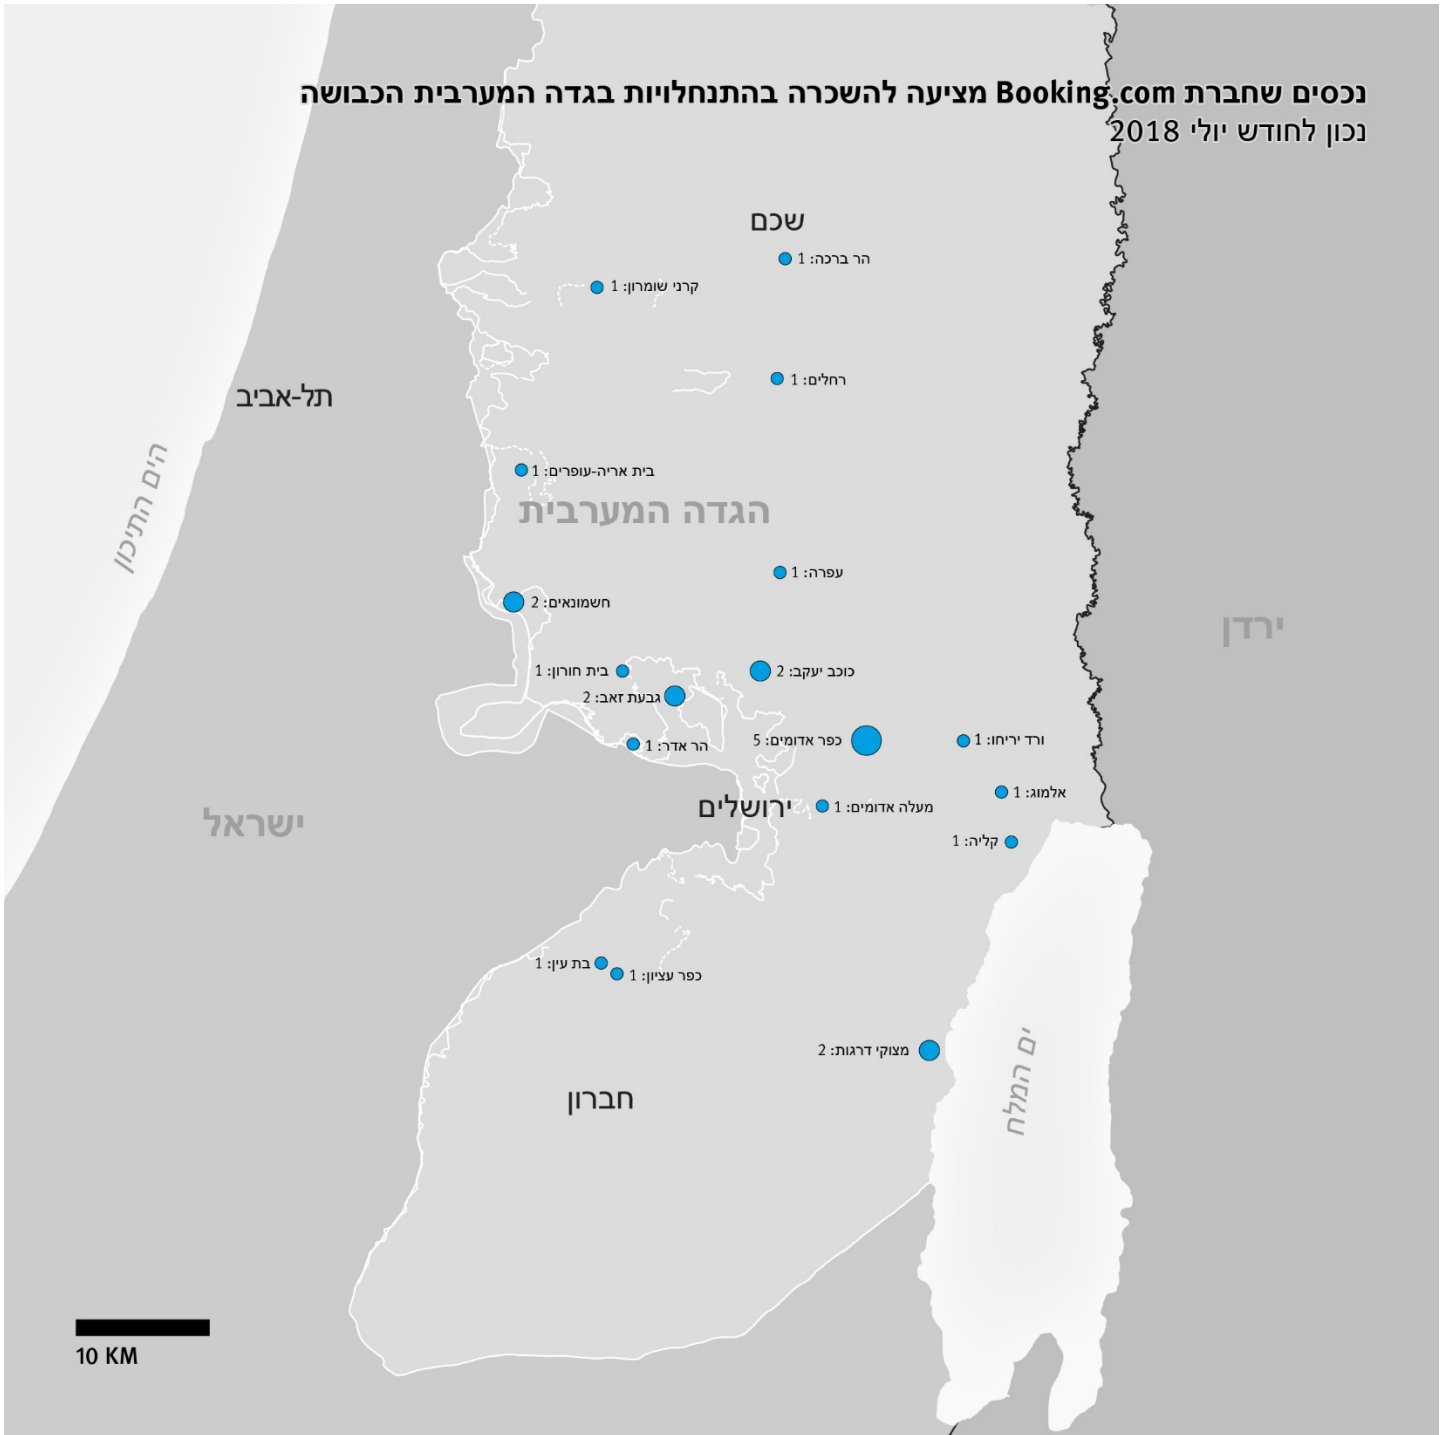 נכסים שחברת Booking.com מציעה להשכרה בהתנחלויות בגדה המערבית הכבושה
נכון לחודש יולי 2018
שכם
הר ברכה: 1
קרני שומרון: 1
רחלים: 1
תל-אביב
הים התיכון
בית אריה-עופרים: 1
הגדה המערבית
עפרה: 1
חשמונאים: 2
ירדן
בית חורון: 1
כוכב יעקב: 2
גבעת זאב: 2
הר אדר: 1
כפר אדומים: 5
ורד יריחו: 1
אלמוג: 1
ירושלים
מעלה אדומים: 1
ישראל
קליה: 1
בת עין: 1
כפר עציון: 1
מצוקי דרגות: 2
ים המלח
חברון
10 KM